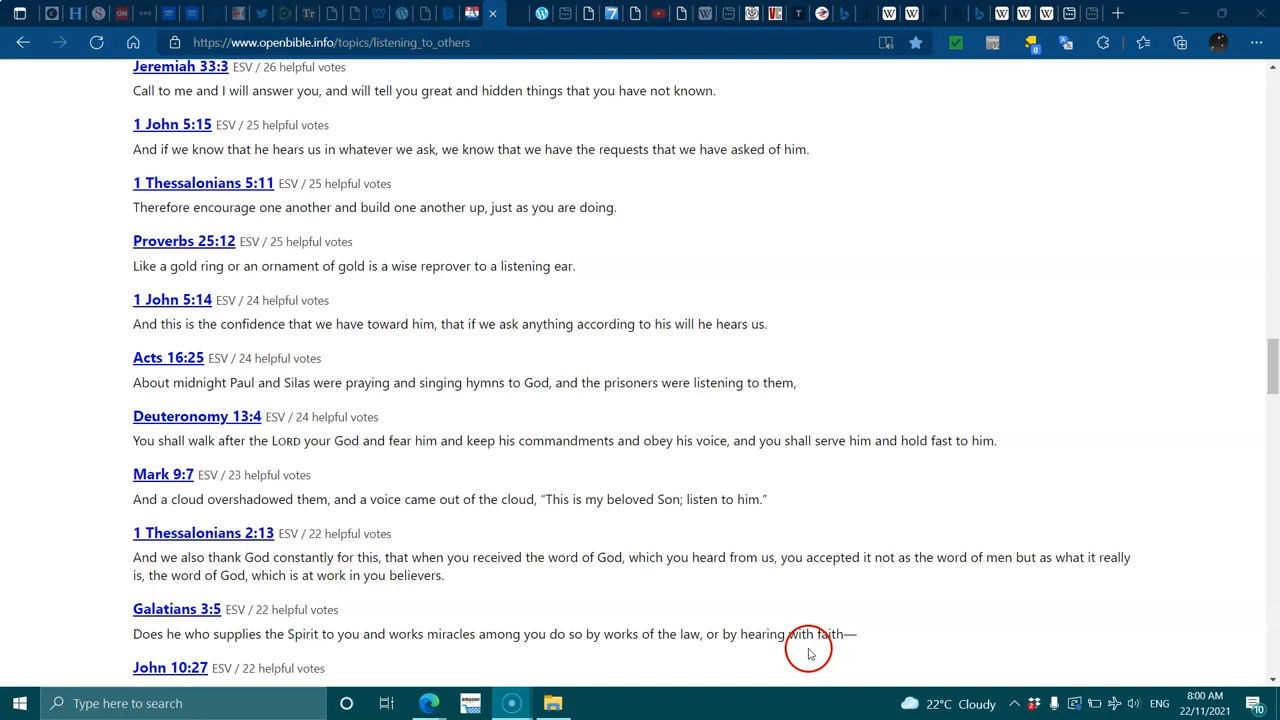 https://www.openbible.info/topics/listening_to_others
Jeremiah 33:3 ESV / 26 helpful votes
Call to me and I will answer you, and will tell you great and hidden things that you have not known.
1 John 5:15 ESV / 25 helpful votes
And if we know that he hears us in whatever we ask, we know that we have the requests that we have asked of him.
1 Thessalonians 5:11 ESV / 25 helpful votes
Therefore encourage one another and build one another up, just as you are doing.
Proverbs 25:12 ESV / 25 helpful votes
Like a gold ring or an ornament of gold is a wise reprover to a listening ear.
1 John 5:14 ESV / 24 helpful votes
And this is the confidence that we have toward him, that if we ask anything according to his will he hears us.
Acts 16:25 ESV / 24 helpful votes
About midnight Paul and Silas were praying and singing hymns to God, and the prisoners were listening to them,
Deuteronomy 13:4 ESV / 24 helpful votes
You shall walk after the LORD your God and fear him and keep his commandments and obey his voice, and you shall serve him and hold fast to him.
Mark 9:7 ESV / 23 helpful votes
And a cloud overshadowed them, and a voice came out of the cloud, “This is my beloved Son; listen to him.”
1 Thessalonians 2:13 ESV / 22 helpful votes
And we also thank God constantly for this, that when you received the word of God, which you heard from us, you accepted it not as the word of men but as what it really
is, the word of God, which is at work in you believers.
Galatians 3:5 ESV / 22 helpful votes
Does he who supplies the Spirit to you and works miracles among you do so by works of the law, or by hearing with faith—
John 10:27 ESV / 22 helpful votes
Type here to search
amazon
22°C Cloudy
ENG
8:00 AM
22/11/2021
10